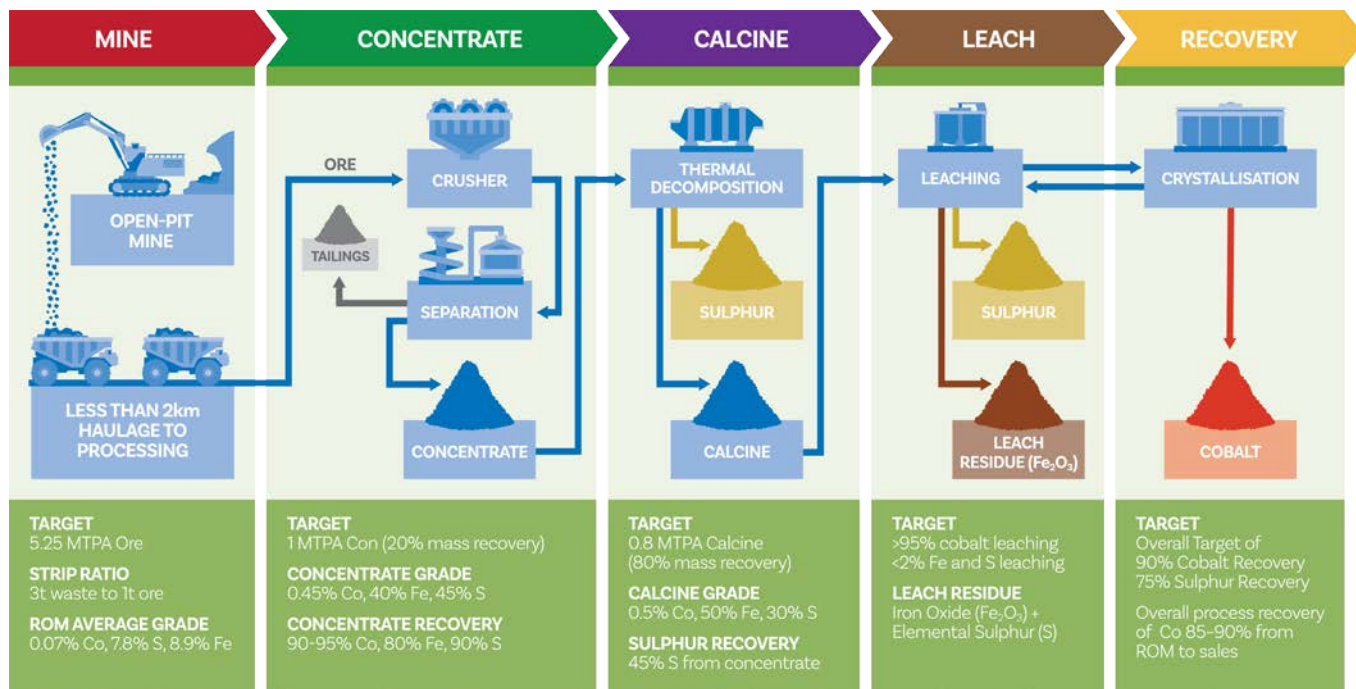 MINE
CONCENTRATE
CALCINE
LEACH
RECOVERY
OPEN-PIT
MINE
LESS THAN 2km
HAULAGE TO
PROCESSING
ORE
CRUSHER
TAILINGS
SEPARATION
CONCENTRATE
THERMAL
DECOMPOSITION
SULPHUR
CALCINE
LEACHING
SULPHUR
LEACH
RESIDUE (Fe₂O₃)
CRYSTALLISATION
COBALT
TARGET
5.25 MTPA Ore
STRIP RATIO
3t waste to 1t ore
ROM AVERAGE GRADE
0.07% Co, 7.8% S, 8.9% Fe
TARGET
1 MTPA Con (20% mass recovery)
CONCENTRATE GRADE
0.45% Co, 40% Fe, 45% S
CONCENTRATE RECOVERY
90-95% Co, 80% Fe, 90% S
TARGET
0.8 MTPA Calcine
(80% mass recovery)
CALCINE GRADE
0.5% Co, 50% Fe, 30% S
SULPHUR RECOVERY
45% S from concentrate
TARGET
>95% cobalt leaching
<2% Fe and S leaching
LEACH RESIDUE
Iron Oxide (Fe₂O₃) +
Elemental Sulphur (S)
TARGET
Overall Target of
90% Cobalt Recovery
75% Sulphur Recovery
Overall process recovery
of Co 85-90% from
ROM to sales